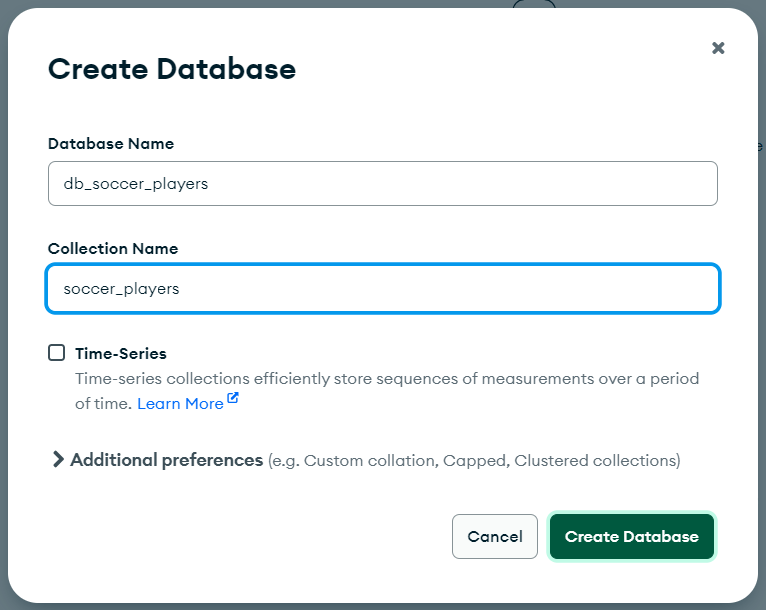 Create Database
Database Name
db_soccer_players
Collection Name
soccer_players
Time-Series
Time-series collections efficiently store sequences of measurements over a period
of time. Learn More
Additional preferences (e.g. Custom collation, Capped, Clustered collections)
Cancel
Create Database